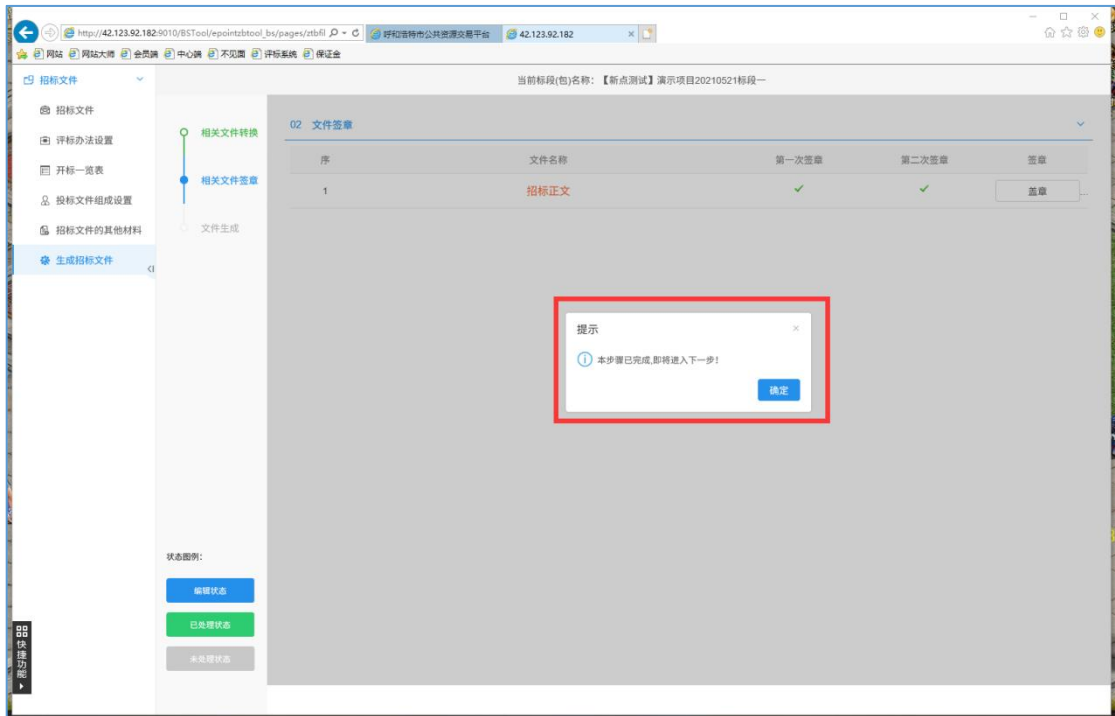 http://42.123.92.182:9010/BSTool/epointzbtool_bs/pages/ztbfil
呼和浩特市公共资源交易平台
42.123.92.182
网站 网站大师 会员端 中心端 不见面 评标系统 保证金
招标文件
当前标段(包)名称: 【新点测试】演示项目20210521标段一
招标文件
评标办法设置
开标一览表
投标文件组成设置
招标文件的其他材料
生成招标文件
相关文件转换
相关文件签章
文件生成
02 文件签章
序 文件名称 第一次签章 第二次签章 签章
1 招标正文 盖章
提示
本步骤已完成,即将进入下一步!
确定
状态图例:
编辑状态
已处理状态
未处理状态
快捷功能